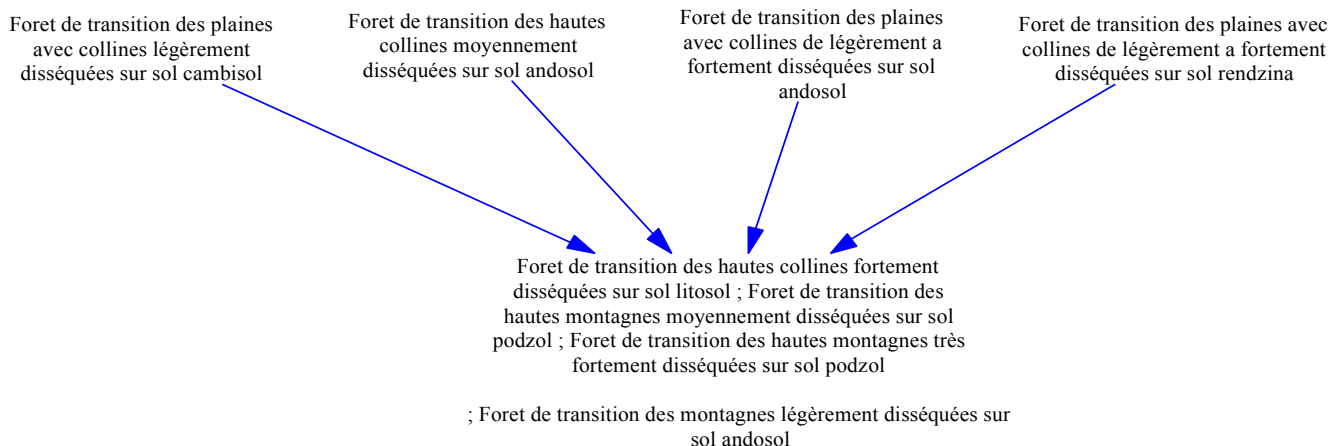 Foret de transition des plaines
avec collines légèrement
disséquées sur sol cambisol
Foret de transition des hautes
collines moyennement
disséquées sur sol andosol
Foret de transition des plaines
avec collines de légèrement a
fortement disséquées sur sol
andosol
Foret de transition des plaines avec
collines de légèrement a fortement
disséquées sur sol rendzina
Foret de transition des hautes collines fortement
disséquées sur sol litosol ; Foret de transition des
hautes montagnes moyennement disséquées sur sol
podzol ; Foret de transition des hautes montagnes très
fortement disséquées sur sol podzol
; Foret de transition des montagnes légèrement disséquées sur
sol andosol